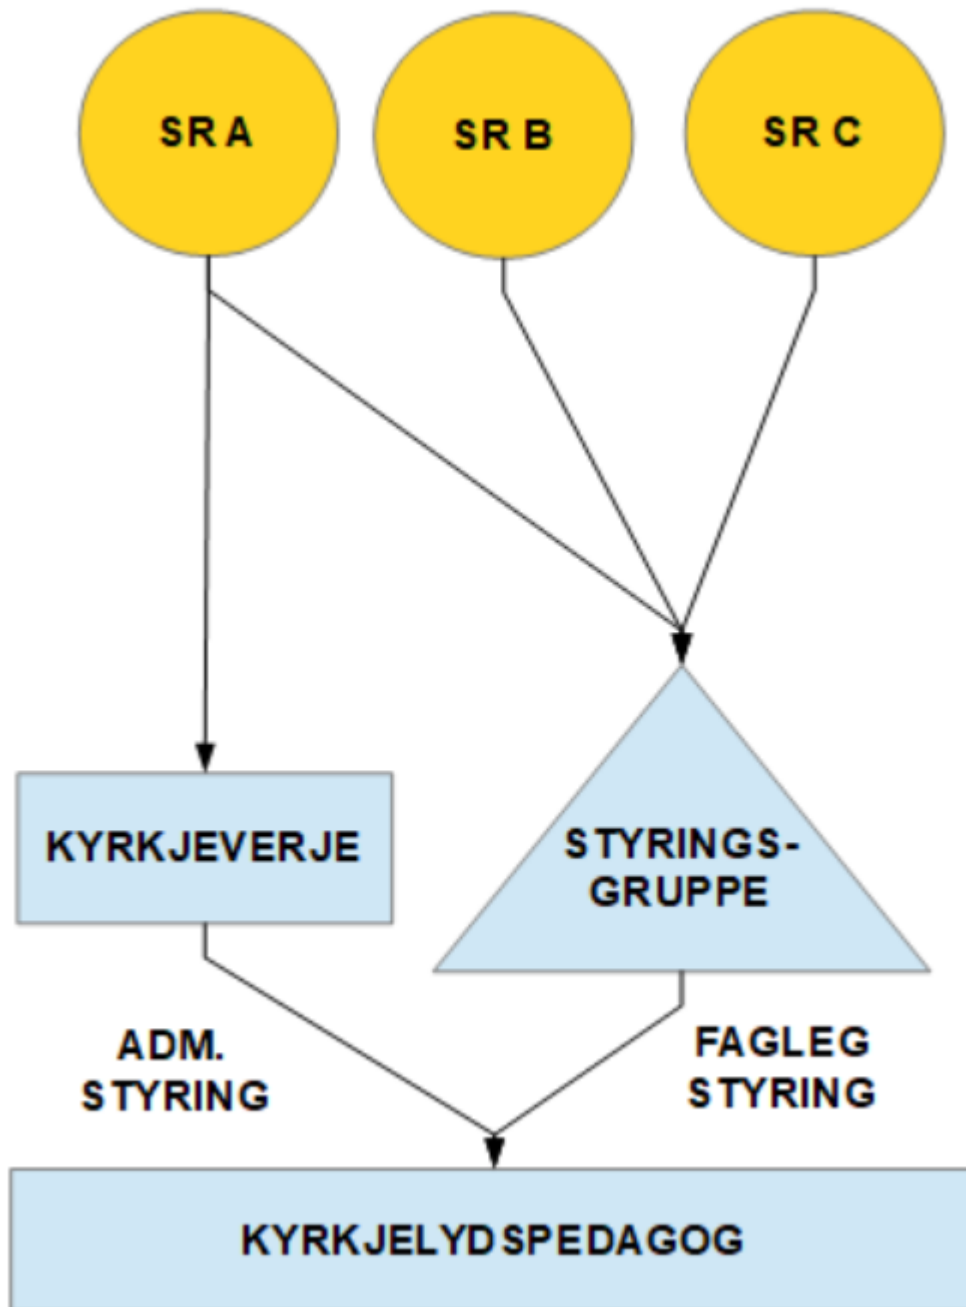 SR A
SR B
SR C
KYRKJEVERJE
STYRINGS-
GRUPPE
ADM.
STYRING
FAGLEG
STYRING
KYRKJELYDSPEDAGOG